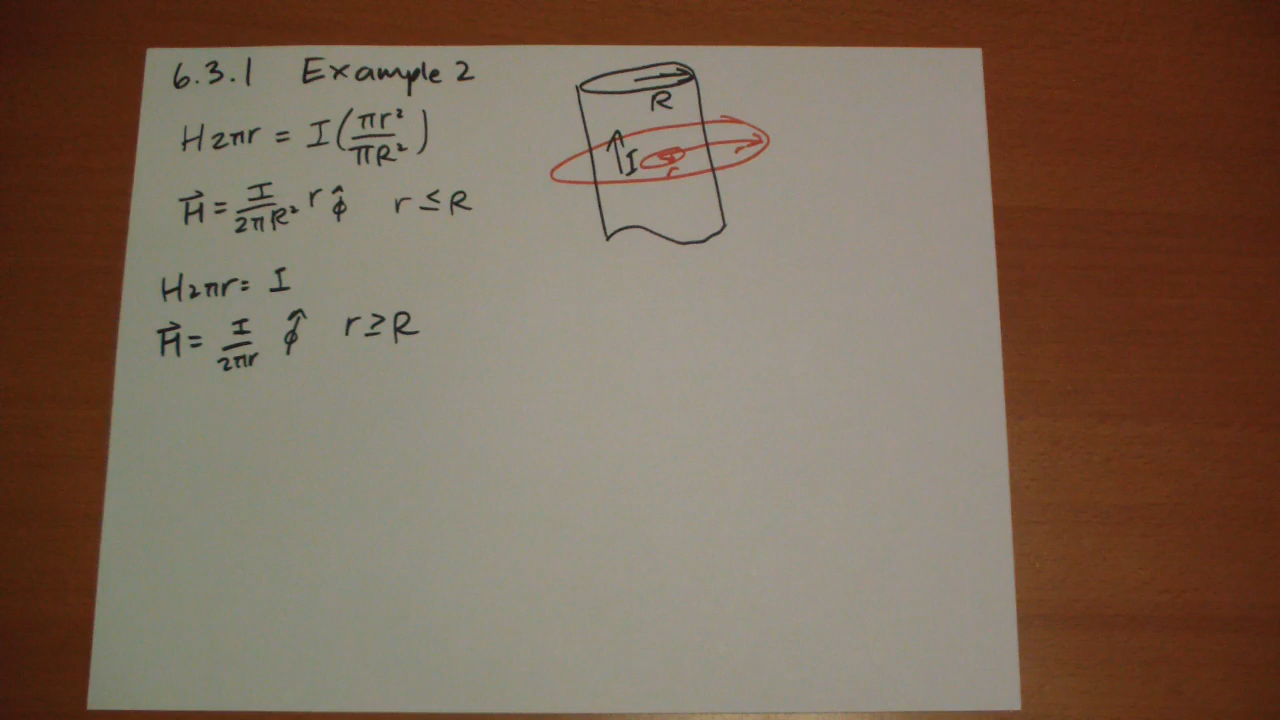 6.3.1 Example 2
H2πr = I(πr²/πR²)
H⃗ = I/2πR² r φ̂ r ≤ R
H2πr = I
H⃗ = I/2πr φ̂ r ≥ R
R
I
r